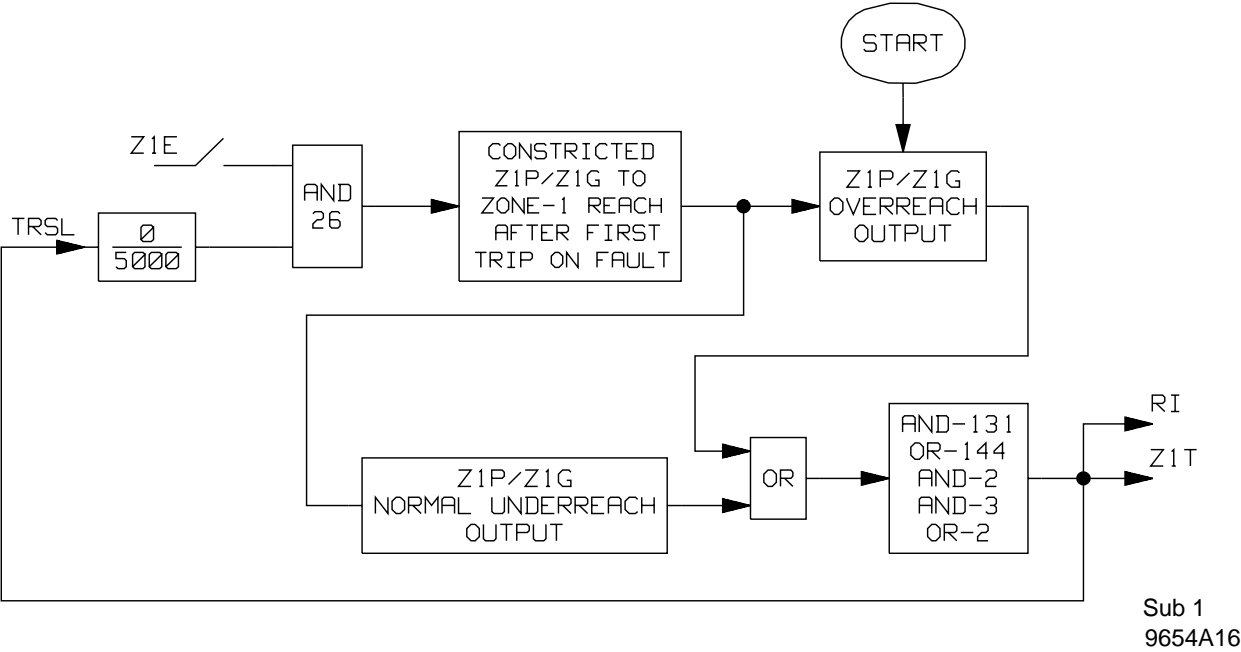 START
Z1E
CONSTRICTED
Z1P/Z1G TO
ZONE-1 REACH
AFTER FIRST
TRIP ON FAULT
Z1P/Z1G
OVERREACH
OUTPUT
AND
26
TRSL
0
5000
AND-131
OR-144
AND-2
AND-3
OR-2
RI
Z1T
OR
Z1P/Z1G
NORMAL UNDERREACH
OUTPUT
Sub 1
9654A16